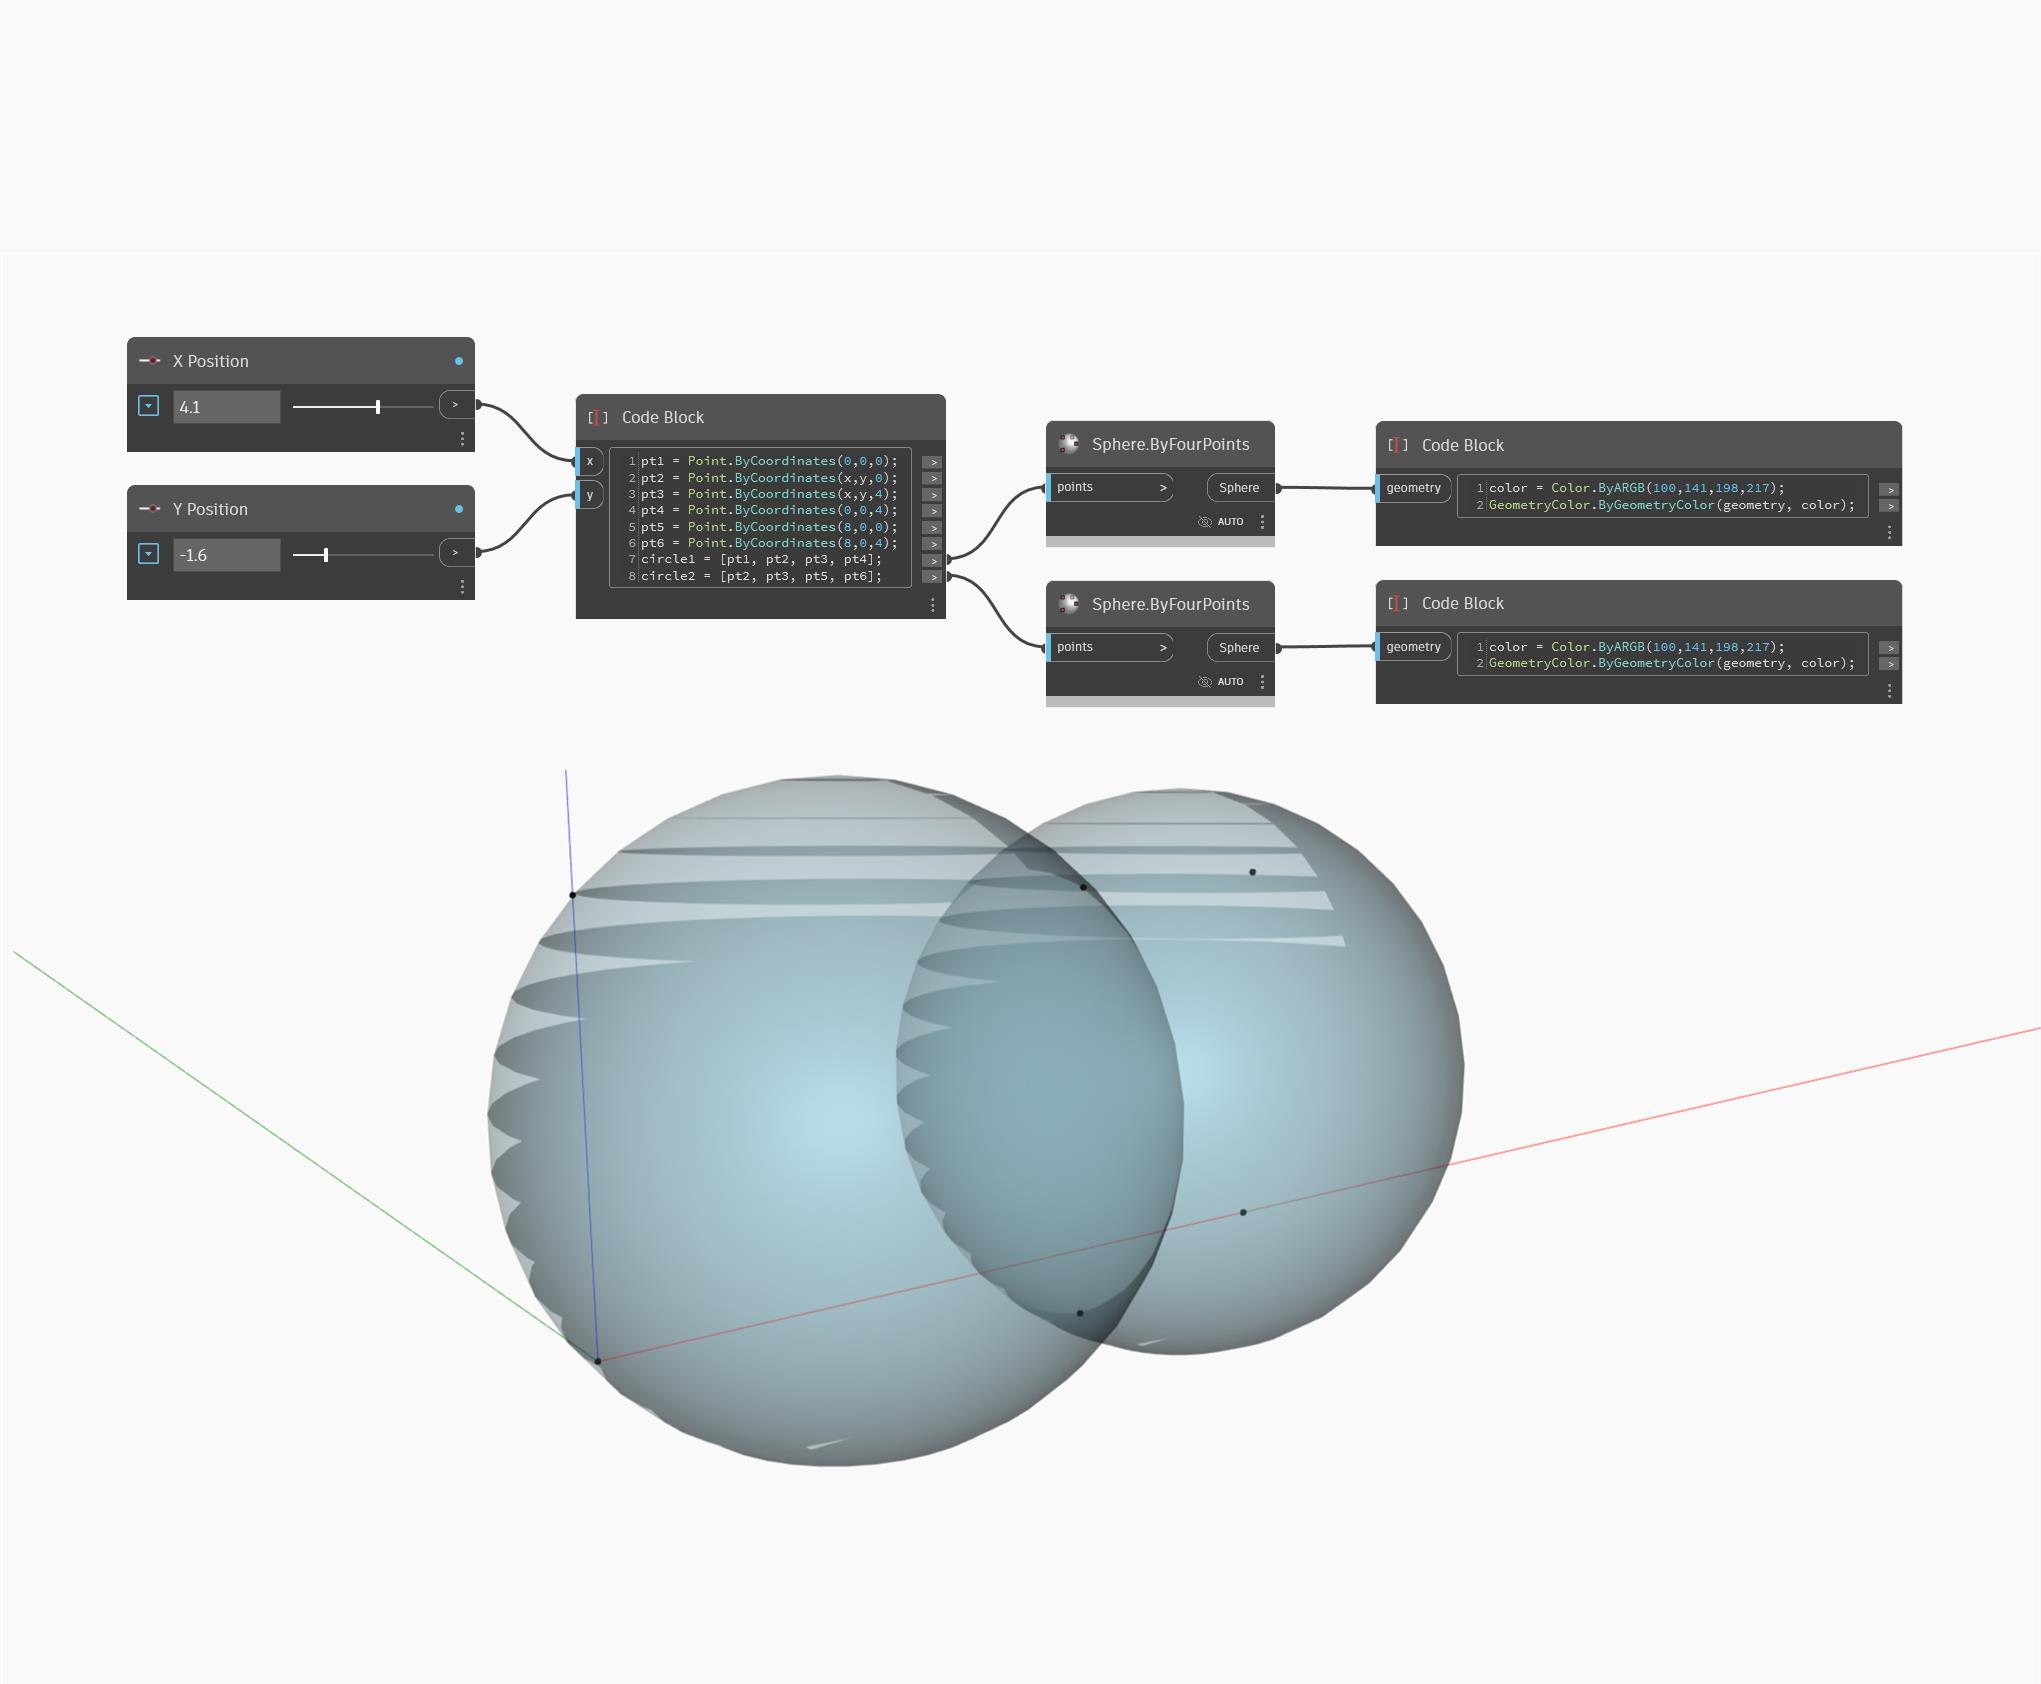 X Position
4.1
>
Y Position
-1.6
>
Code Block
x
y
1 pt1 = Point.ByCoordinates(0,0,0);
2 pt2 = Point.ByCoordinates(x,y,0);
3 pt3 = Point.ByCoordinates(x,y,4);
4 pt4 = Point.ByCoordinates(0,0,4);
5 pt5 = Point.ByCoordinates(8,0,0);
6 pt6 = Point.ByCoordinates(8,0,4);
7 circle1 = [pt1, pt2, pt3, pt4];
8 circle2 = [pt2, pt3, pt5, pt6];
>
>
>
>
>
>
>
>
Sphere.ByFourPoints
points > Sphere
AUTO
Sphere.ByFourPoints
points > Sphere
AUTO
Code Block
geometry
1 color = Color.ByARGB(100,141,198,217);
2 GeometryColor.ByGeometryColor(geometry, color);
>
>
Code Block
geometry
1 color = Color.ByARGB(100,141,198,217);
2 GeometryColor.ByGeometryColor(geometry, color);
>
>